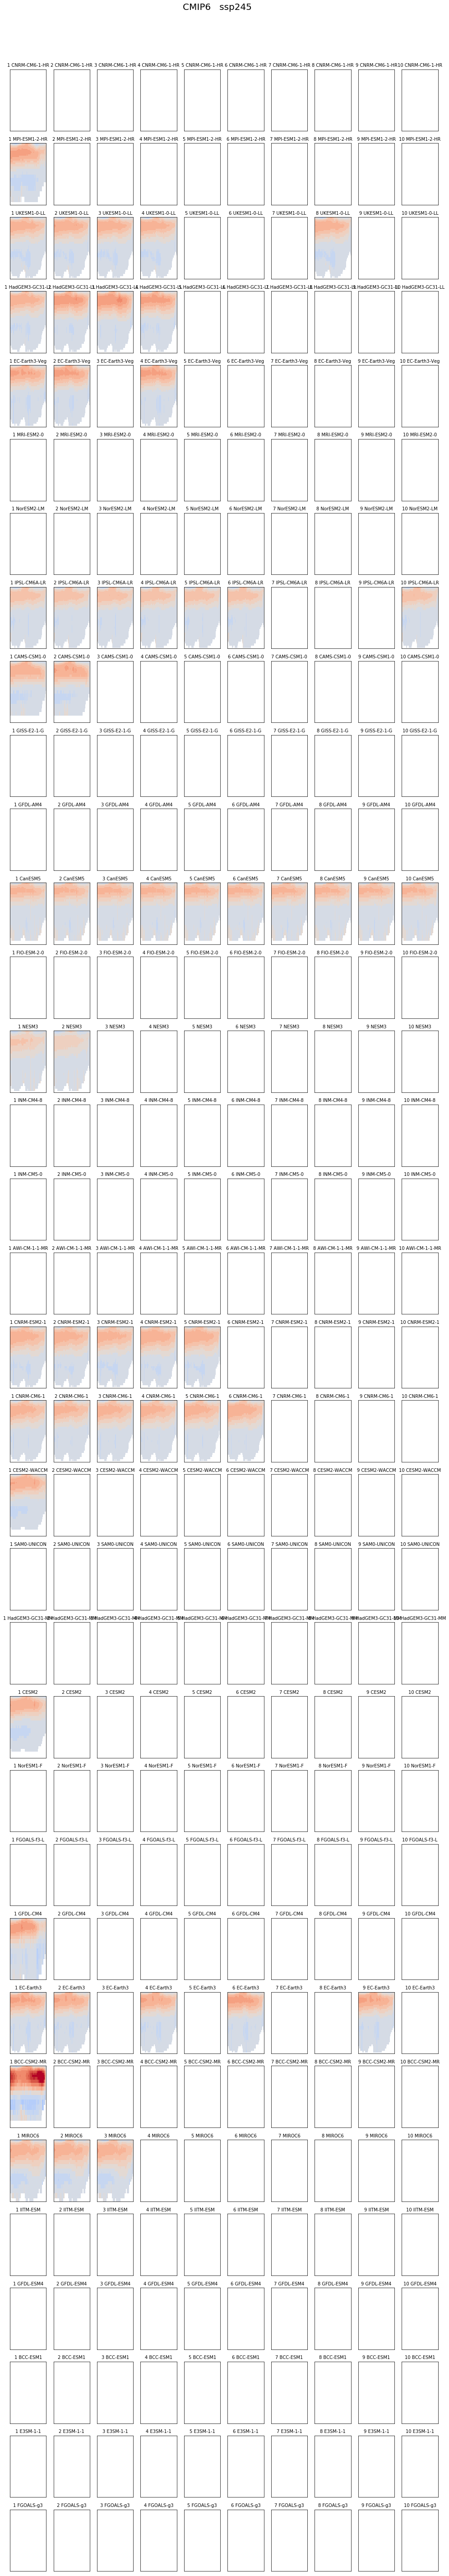 CMIP6   ssp245
1 CNRM-CM6-1-HR 2 CNRM-CM6-1-HR 3 CNRM-CM6-1-HR 4 CNRM-CM6-1-HR 5 CNRM-CM6-1-HR 6 CNRM-CM6-1-HR 7 CNRM-CM6-1-HR 8 CNRM-CM6-1-HR 9 CNRM-CM6-1-HR 10 CNRM-CM6-1-HR
1 MPI-ESM1-2-HR 2 MPI-ESM1-2-HR 3 MPI-ESM1-2-HR 4 MPI-ESM1-2-HR 5 MPI-ESM1-2-HR 6 MPI-ESM1-2-HR 7 MPI-ESM1-2-HR 8 MPI-ESM1-2-HR 9 MPI-ESM1-2-HR 10 MPI-ESM1-2-HR
1 UKESM1-0-LL 2 UKESM1-0-LL 3 UKESM1-0-LL 4 UKESM1-0-LL 5 UKESM1-0-LL 6 UKESM1-0-LL 7 UKESM1-0-LL 8 UKESM1-0-LL 9 UKESM1-0-LL 10 UKESM1-0-LL
1 HadGEM3-GC31-LL HadGEM3-GC31-LL HadGEM3-GC31-LL HadGEM3-GC31-LL HadGEM3-GC31-LL HadGEM3-GC31-LL HadGEM3-GC31-LL HadGEM3-GC31-LL HadGEM3-GC31-LL HadGEM3-GC31-LL
1 EC-Earth3-Veg 2 EC-Earth3-Veg 3 EC-Earth3-Veg 4 EC-Earth3-Veg 5 EC-Earth3-Veg 6 EC-Earth3-Veg 7 EC-Earth3-Veg 8 EC-Earth3-Veg 9 EC-Earth3-Veg 10 EC-Earth3-Veg
1 MRI-ESM2-0 2 MRI-ESM2-0 3 MRI-ESM2-0 4 MRI-ESM2-0 5 MRI-ESM2-0 6 MRI-ESM2-0 7 MRI-ESM2-0 8 MRI-ESM2-0 9 MRI-ESM2-0 10 MRI-ESM2-0
1 NorESM2-LM 2 NorESM2-LM 3 NorESM2-LM 4 NorESM2-LM 5 NorESM2-LM 6 NorESM2-LM 7 NorESM2-LM 8 NorESM2-LM 9 NorESM2-LM 10 NorESM2-LM
1 IPSL-CM6A-LR 2 IPSL-CM6A-LR 3 IPSL-CM6A-LR 4 IPSL-CM6A-LR 5 IPSL-CM6A-LR 6 IPSL-CM6A-LR 7 IPSL-CM6A-LR 8 IPSL-CM6A-LR 9 IPSL-CM6A-LR 10 IPSL-CM6A-LR
1 CAMS-CSM1-0 2 CAMS-CSM1-0 3 CAMS-CSM1-0 4 CAMS-CSM1-0 5 CAMS-CSM1-0 6 CAMS-CSM1-0 7 CAMS-CSM1-0 8 CAMS-CSM1-0 9 CAMS-CSM1-0 10 CAMS-CSM1-0
1 GISS-E2-1-G 2 GISS-E2-1-G 3 GISS-E2-1-G 4 GISS-E2-1-G 5 GISS-E2-1-G 6 GISS-E2-1-G 7 GISS-E2-1-G 8 GISS-E2-1-G 9 GISS-E2-1-G 10 GISS-E2-1-G
1 GFDL-AM4 2 GFDL-AM4 3 GFDL-AM4 4 GFDL-AM4 5 GFDL-AM4 6 GFDL-AM4 7 GFDL-AM4 8 GFDL-AM4 9 GFDL-AM4 10 GFDL-AM4
1 CanESM5 2 CanESM5 3 CanESM5 4 CanESM5 5 CanESM5 6 CanESM5 7 CanESM5 8 CanESM5 9 CanESM5 10 CanESM5
1 FIO-ESM-2-0 2 FIO-ESM-2-0 3 FIO-ESM-2-0 4 FIO-ESM-2-0 5 FIO-ESM-2-0 6 FIO-ESM-2-0 7 FIO-ESM-2-0 8 FIO-ESM-2-0 9 FIO-ESM-2-0 10 FIO-ESM-2-0
1 NESM3 2 NESM3 3 NESM3 4 NESM3 5 NESM3 6 NESM3 7 NESM3 8 NESM3 9 NESM3 10 NESM3
1 INM-CM4-8 2 INM-CM4-8 3 INM-CM4-8 4 INM-CM4-8 5 INM-CM4-8 6 INM-CM4-8 7 INM-CM4-8 8 INM-CM4-8 9 INM-CM4-8 10 INM-CM4-8
1 INM-CM5-0 2 INM-CM5-0 3 INM-CM5-0 4 INM-CM5-0 5 INM-CM5-0 6 INM-CM5-0 7 INM-CM5-0 8 INM-CM5-0 9 INM-CM5-0 10 INM-CM5-0
1 AWI-CM-1-1-MR 2 AWI-CM-1-1-MR 3 AWI-CM-1-1-MR 4 AWI-CM-1-1-MR 5 AWI-CM-1-1-MR 6 AWI-CM-1-1-MR 7 AWI-CM-1-1-MR 8 AWI-CM-1-1-MR 9 AWI-CM-1-1-MR 10 AWI-CM-1-1-MR
1 CNRM-ESM2-1 2 CNRM-ESM2-1 3 CNRM-ESM2-1 4 CNRM-ESM2-1 5 CNRM-ESM2-1 6 CNRM-ESM2-1 7 CNRM-ESM2-1 8 CNRM-ESM2-1 9 CNRM-ESM2-1 10 CNRM-ESM2-1
1 CNRM-CM6-1 2 CNRM-CM6-1 3 CNRM-CM6-1 4 CNRM-CM6-1 5 CNRM-CM6-1 6 CNRM-CM6-1 7 CNRM-CM6-1 8 CNRM-CM6-1 9 CNRM-CM6-1 10 CNRM-CM6-1
1 CESM2-WACCM 2 CESM2-WACCM 3 CESM2-WACCM 4 CESM2-WACCM 5 CESM2-WACCM 6 CESM2-WACCM 7 CESM2-WACCM 8 CESM2-WACCM 9 CESM2-WACCM 10 CESM2-WACCM
1 SAM0-UNICON 2 SAM0-UNICON 3 SAM0-UNICON 4 SAM0-UNICON 5 SAM0-UNICON 6 SAM0-UNICON 7 SAM0-UNICON 8 SAM0-UNICON 9 SAM0-UNICON 10 SAM0-UNICON
1 HadGEM3-GC31-MM HadGEM3-GC31-MM HadGEM3-GC31-MM HadGEM3-GC31-MM HadGEM3-GC31-MM HadGEM3-GC31-MM HadGEM3-GC31-MM HadGEM3-GC31-MM HadGEM3-GC31-MM HadGEM3-GC31-MM
1 CESM2 2 CESM2 3 CESM2 4 CESM2 5 CESM2 6 CESM2 7 CESM2 8 CESM2 9 CESM2 10 CESM2
1 NorESM1-F 2 NorESM1-F 3 NorESM1-F 4 NorESM1-F 5 NorESM1-F 6 NorESM1-F 7 NorESM1-F 8 NorESM1-F 9 NorESM1-F 10 NorESM1-F
1 FGOALS-f3-L 2 FGOALS-f3-L 3 FGOALS-f3-L 4 FGOALS-f3-L 5 FGOALS-f3-L 6 FGOALS-f3-L 7 FGOALS-f3-L 8 FGOALS-f3-L 9 FGOALS-f3-L 10 FGOALS-f3-L
1 GFDL-CM4 2 GFDL-CM4 3 GFDL-CM4 4 GFDL-CM4 5 GFDL-CM4 6 GFDL-CM4 7 GFDL-CM4 8 GFDL-CM4 9 GFDL-CM4 10 GFDL-CM4
1 EC-Earth3 2 EC-Earth3 3 EC-Earth3 4 EC-Earth3 5 EC-Earth3 6 EC-Earth3 7 EC-Earth3 8 EC-Earth3 9 EC-Earth3 10 EC-Earth3
1 BCC-CSM2-MR 2 BCC-CSM2-MR 3 BCC-CSM2-MR 4 BCC-CSM2-MR 5 BCC-CSM2-MR 6 BCC-CSM2-MR 7 BCC-CSM2-MR 8 BCC-CSM2-MR 9 BCC-CSM2-MR 10 BCC-CSM2-MR
1 MIROC6 2 MIROC6 3 MIROC6 4 MIROC6 5 MIROC6 6 MIROC6 7 MIROC6 8 MIROC6 9 MIROC6 10 MIROC6
1 IITM-ESM 2 IITM-ESM 3 IITM-ESM 4 IITM-ESM 5 IITM-ESM 6 IITM-ESM 7 IITM-ESM 8 IITM-ESM 9 IITM-ESM 10 IITM-ESM
1 GFDL-ESM4 2 GFDL-ESM4 3 GFDL-ESM4 4 GFDL-ESM4 5 GFDL-ESM4 6 GFDL-ESM4 7 GFDL-ESM4 8 GFDL-ESM4 9 GFDL-ESM4 10 GFDL-ESM4
1 BCC-ESM1 2 BCC-ESM1 3 BCC-ESM1 4 BCC-ESM1 5 BCC-ESM1 6 BCC-ESM1 7 BCC-ESM1 8 BCC-ESM1 9 BCC-ESM1 10 BCC-ESM1
1 E3SM-1-1 2 E3SM-1-1 3 E3SM-1-1 4 E3SM-1-1 5 E3SM-1-1 6 E3SM-1-1 7 E3SM-1-1 8 E3SM-1-1 9 E3SM-1-1 10 E3SM-1-1
1 FGOALS-g3 2 FGOALS-g3 3 FGOALS-g3 4 FGOALS-g3 5 FGOALS-g3 6 FGOALS-g3 7 FGOALS-g3 8 FGOALS-g3 9 FGOALS-g3 10 FGOALS-g3